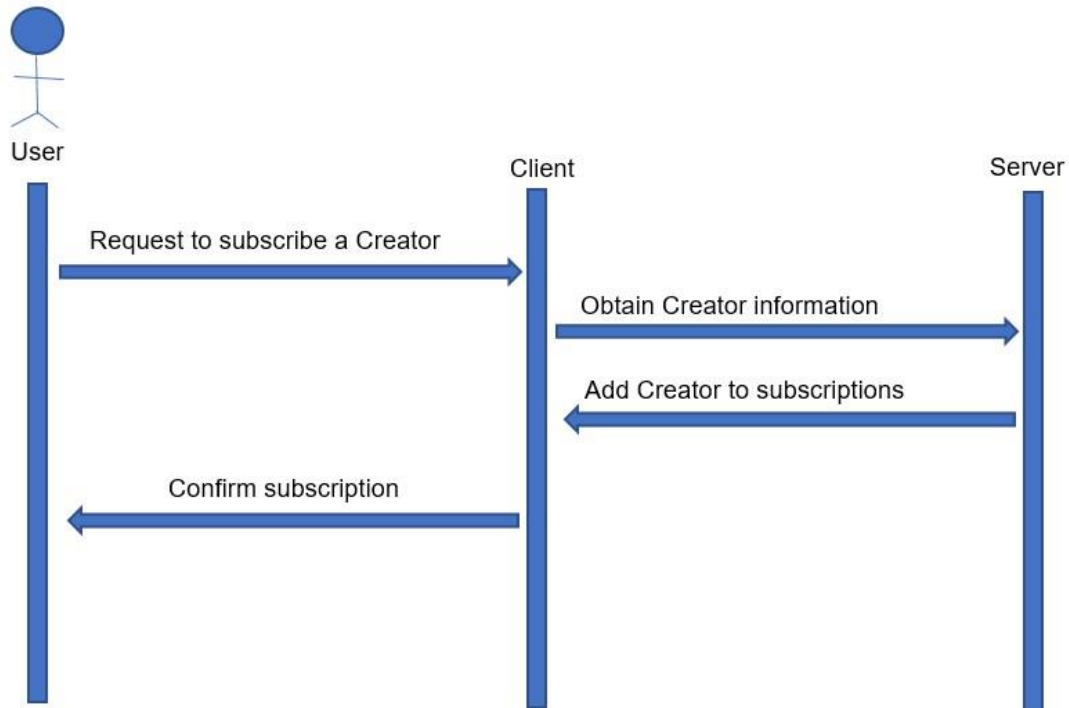 User
Client
Server
Request to subscribe a Creator
Obtain Creator information
Add Creator to subscriptions
Confirm subscription